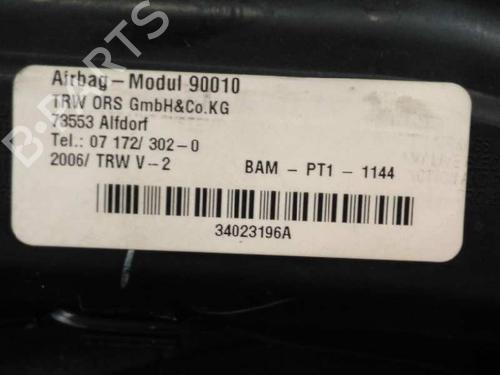 Airbag - Modul 90010
TRW ORS GmbH&Co.KG
73553 Alfdorf
Tel.: 07 172/ 302-0
2006/ TRW V-2 BAM - PT1 - 1144
34023196A
B-PARTS